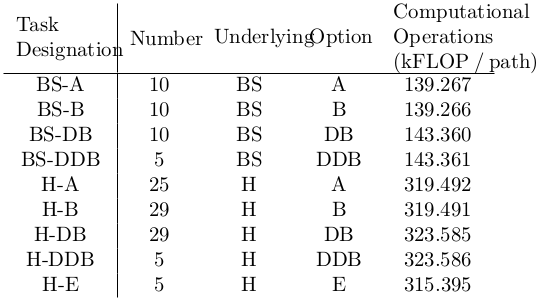 Task Designation Number Underlying Option Computational Operations (kFLOP / path)
BS-A 10 BS A 139.267
BS-B 10 BS B 139.266
BS-DB 10 BS DB 143.360
BS-DDB 5 BS DDB 143.361
H-A 25 H A 319.492
H-B 29 H B 319.491
H-DB 29 H DB 323.585
H-DDB 5 H DDB 323.586
H-E 5 H E 315.395